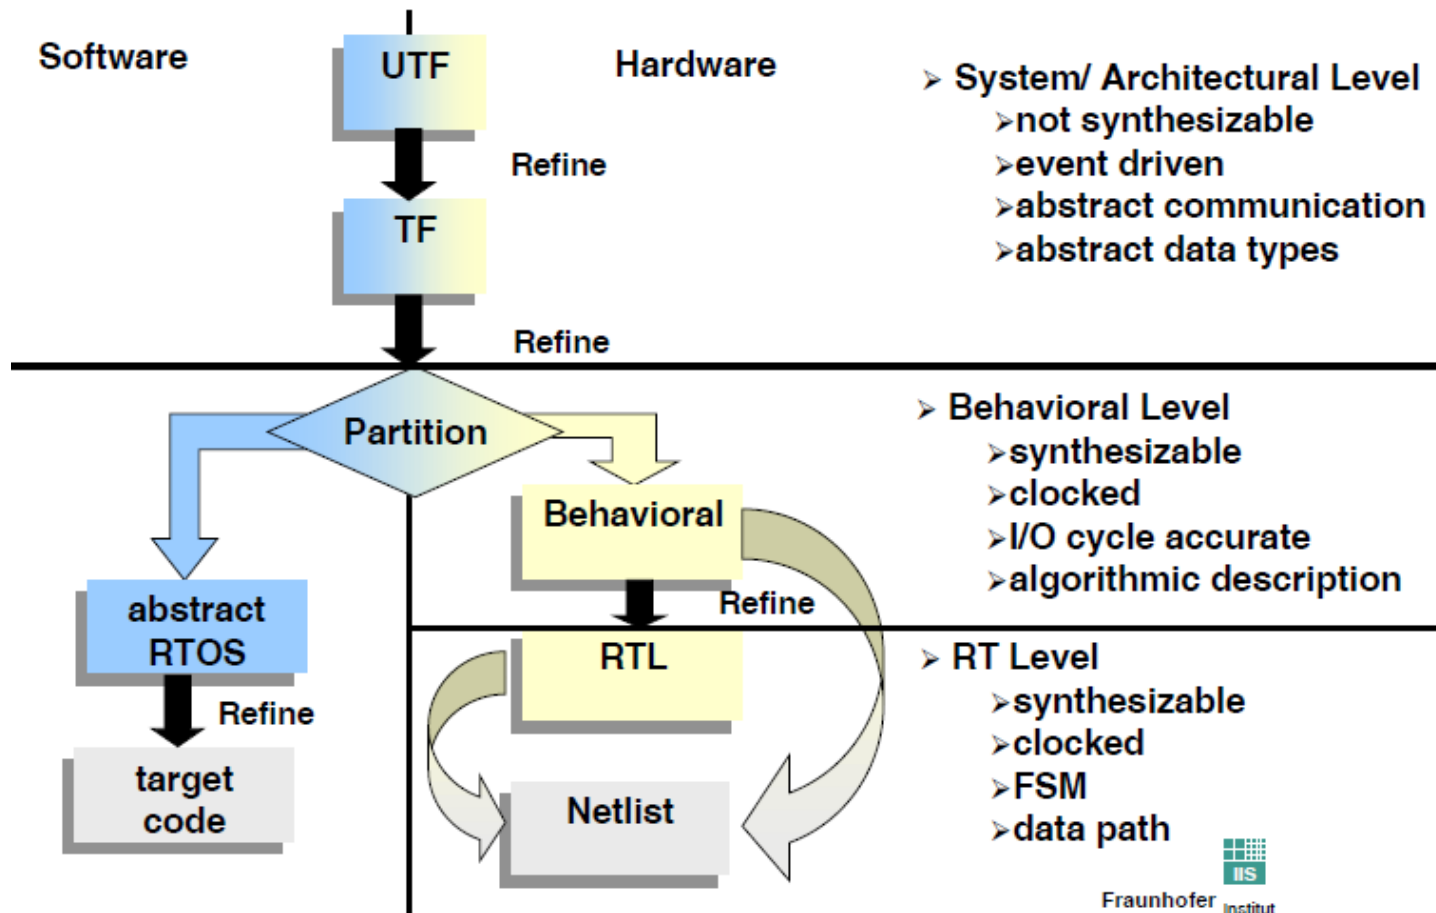 Software
UTF
Hardware
Refine
TF
Refine
➢ System/ Architectural Level
➢not synthesizable
➢event driven
➢abstract communication
➢abstract data types
Partition
Behavioral
Refine
abstract
RTOS
Refine
target
code
RTL
Netlist
➢ Behavioral Level
➢synthesizable
➢clocked
➢I/O cycle accurate
➢algorithmic description
➢ RT Level
➢synthesizable
➢clocked
➢FSM
➢data path
IIS
Fraunhofer Institut